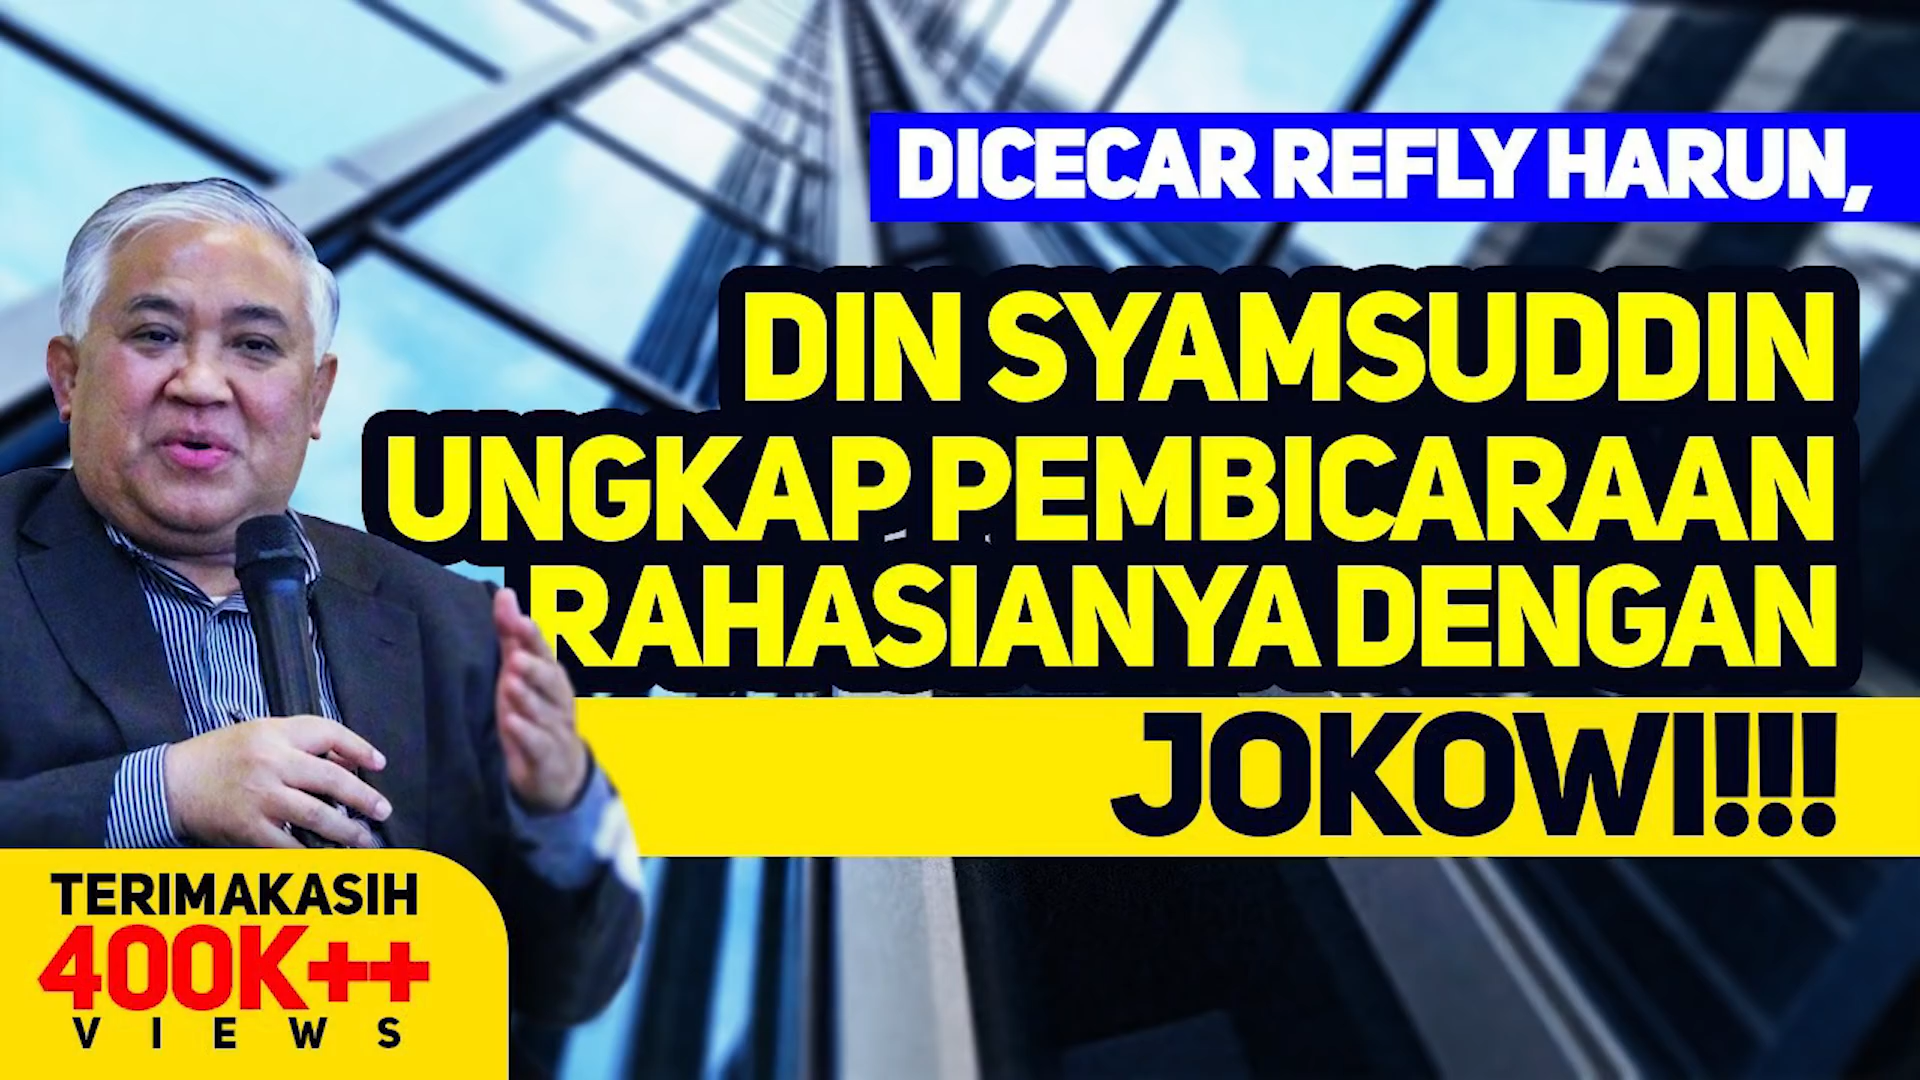 DICECAR REFLY HARUN,
DIN SYAMSUDDIN
UNGKAP PEMBICARAAN
RAHASIANYA DENGAN
JOKOWI!!!
TERIMAKASIH
400K++
VIEWS